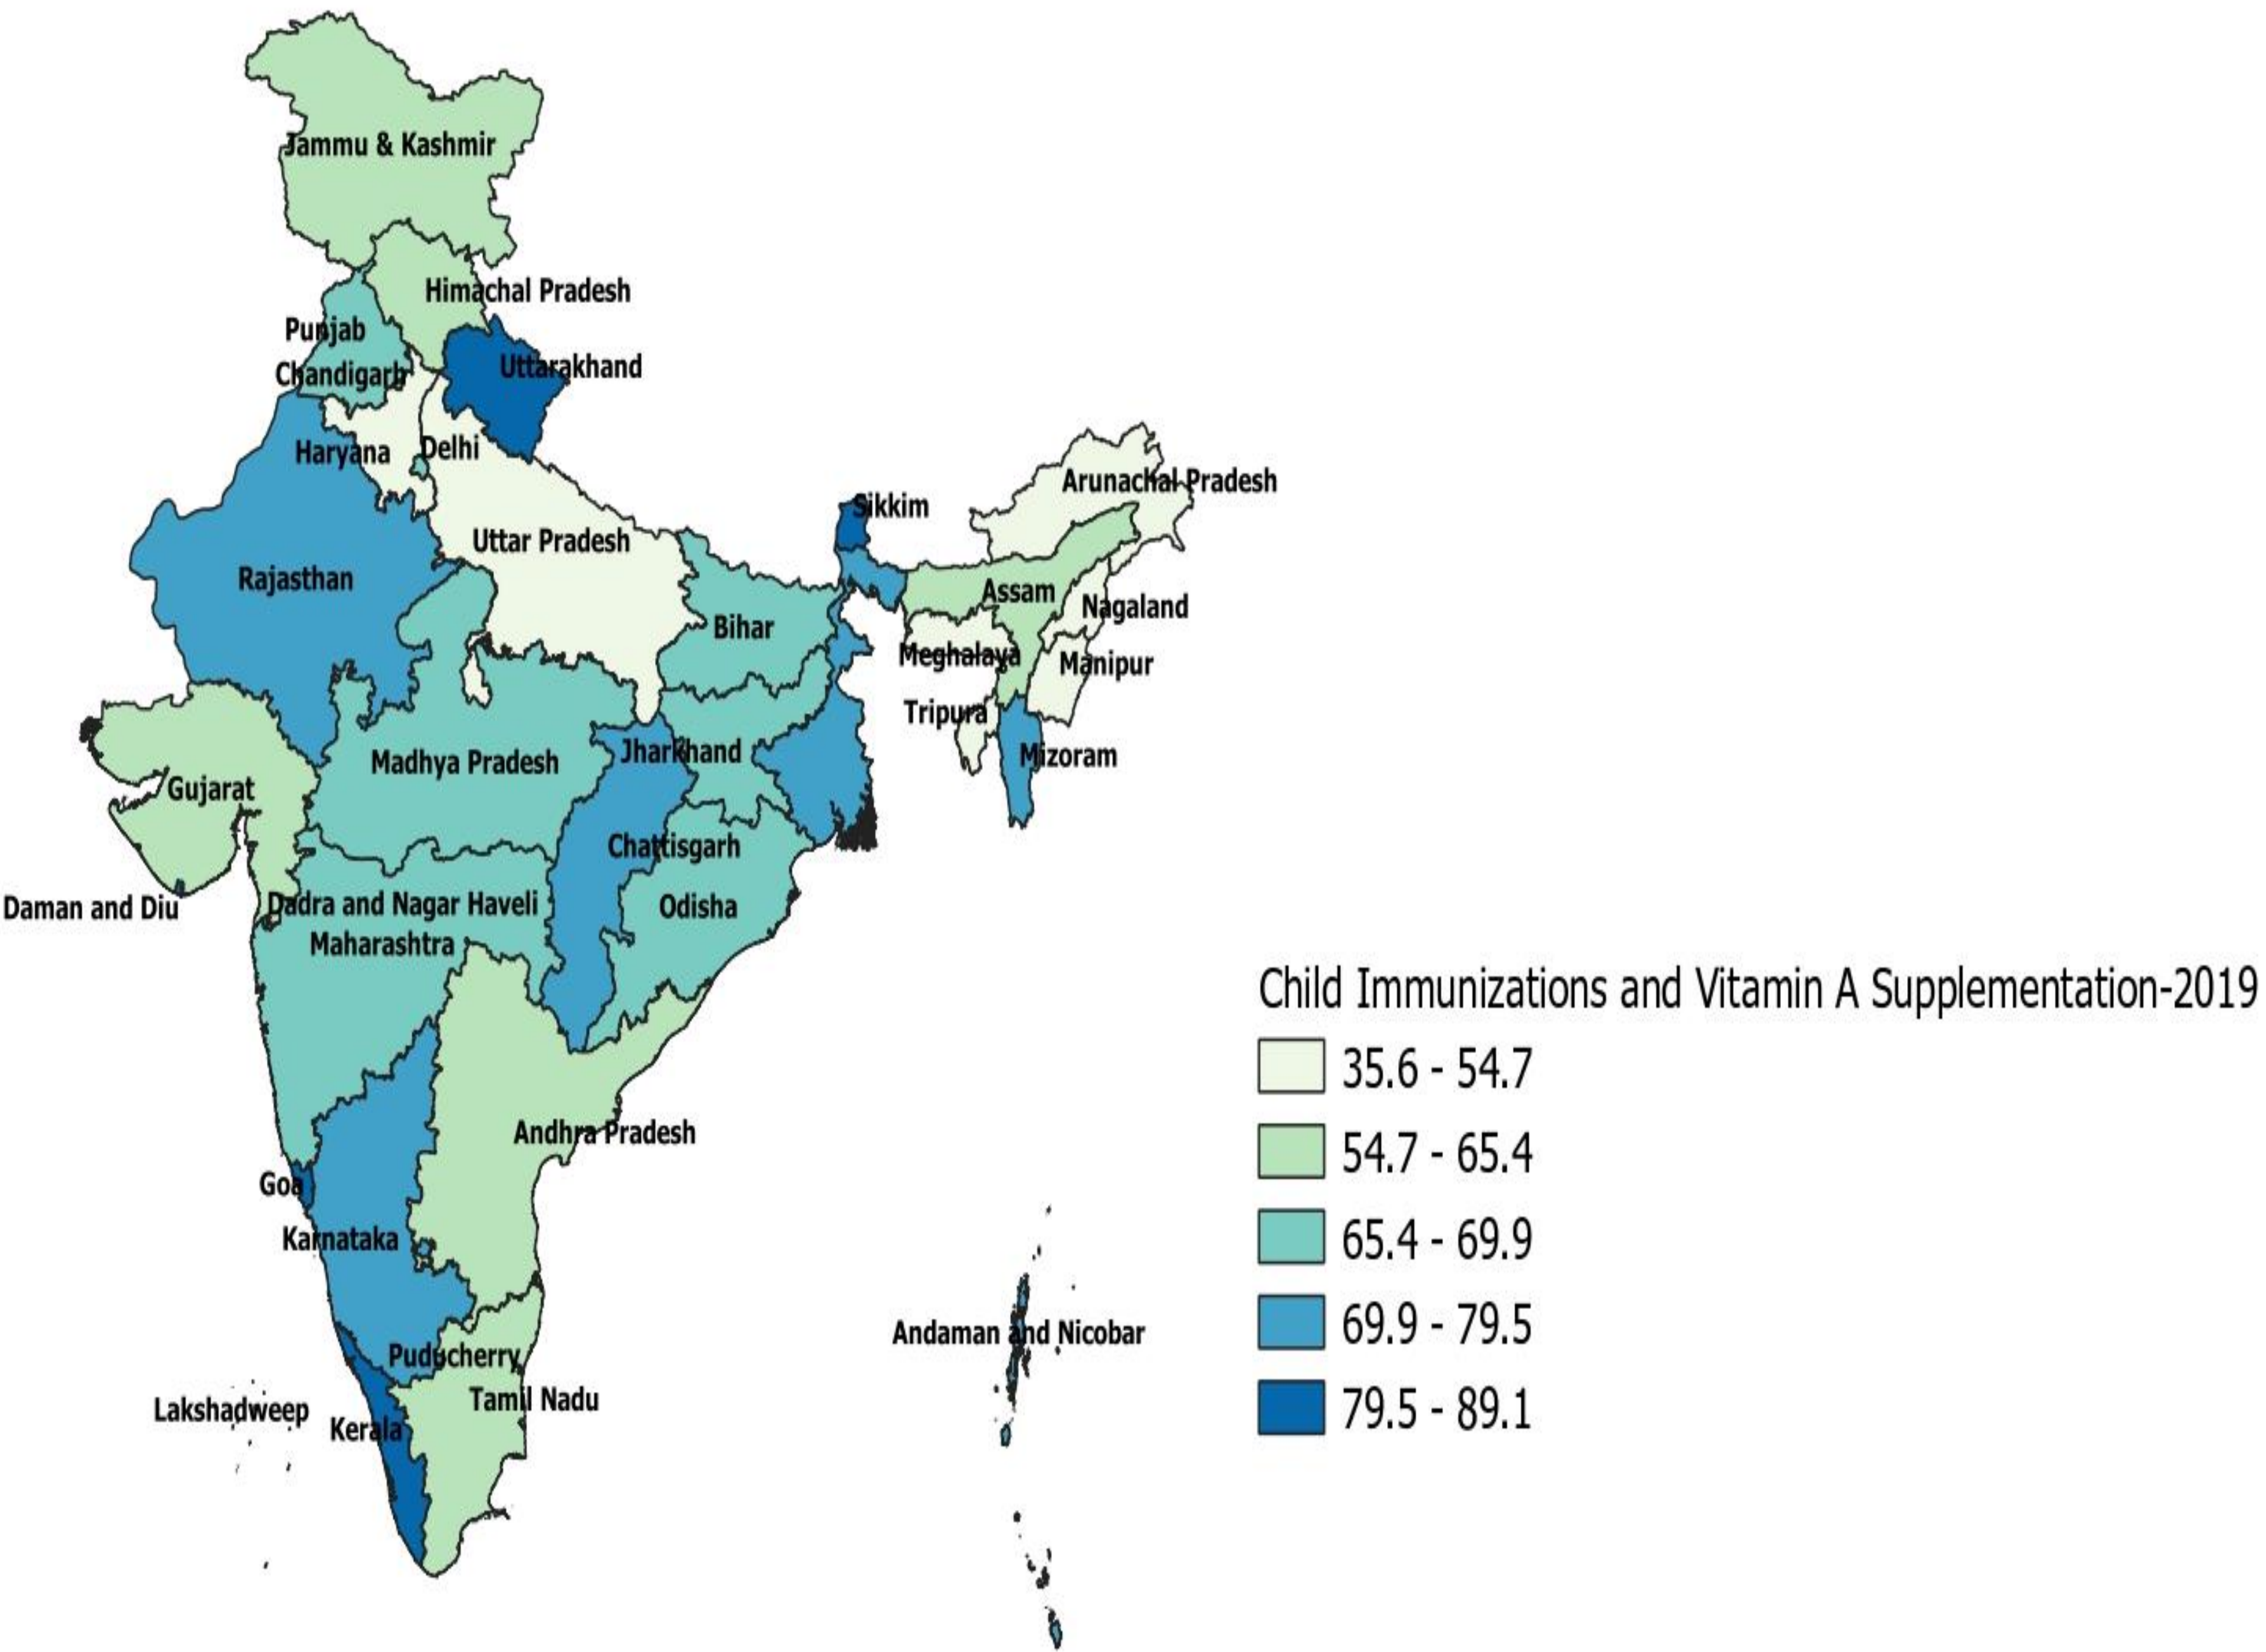 Jammu & Kashmir
Himachal Pradesh
Punjab
Uttarakhand
Chandigarh
Haryana
Delhi
Arunachal Pradesh
Sikkim
Uttar Pradesh
Rajasthan
Assam
Nagaland
Bihar
Meghalaya
Manipur
Tripura
Jharkhand
Mizoram
Madhya Pradesh
Gujarat
Chattisgarh
Dadra and Nagar Haveli
Odisha
Daman and Diu
Maharashtra
Child Immunizations and Vitamin A Supplementation-2019
35.6 - 54.7
54.7 - 65.4
65.4 - 69.9
69.9 - 79.5
79.5 - 89.1
Andhra Pradesh
Goa
Karnataka
Andaman and Nicobar
Puducherry
Tamil Nadu
Lakshadweep
Kerala